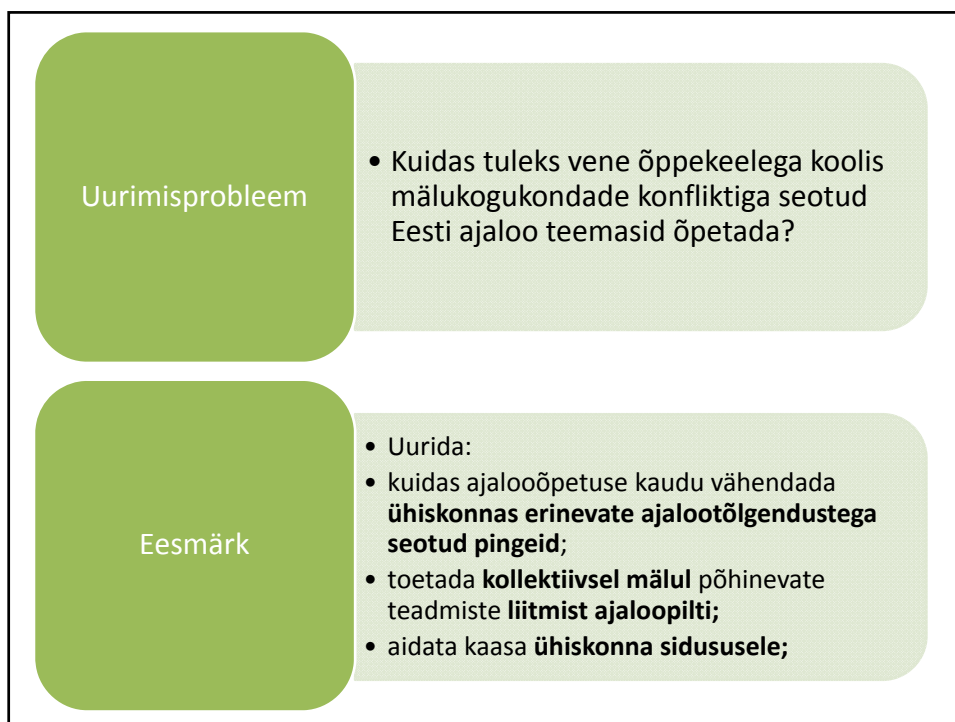 Uurimisprobleem
• Kuidas tuleks vene õppekeelega koolis
mälukogukondade konfliktiga seotud
Eesti ajaloo teemasid õpetada?
Eesmärk
• Uurida:
• kuidas ajalooõpetuse kaudu vähendada
ühiskonnas erinevate ajalootõlgendustega
seotud pingeid;
• toetada kollektiivsel mälul põhinevate
teadmiste liitmist ajaloopilti;
• aidata kaasa ühiskonna sidususele;